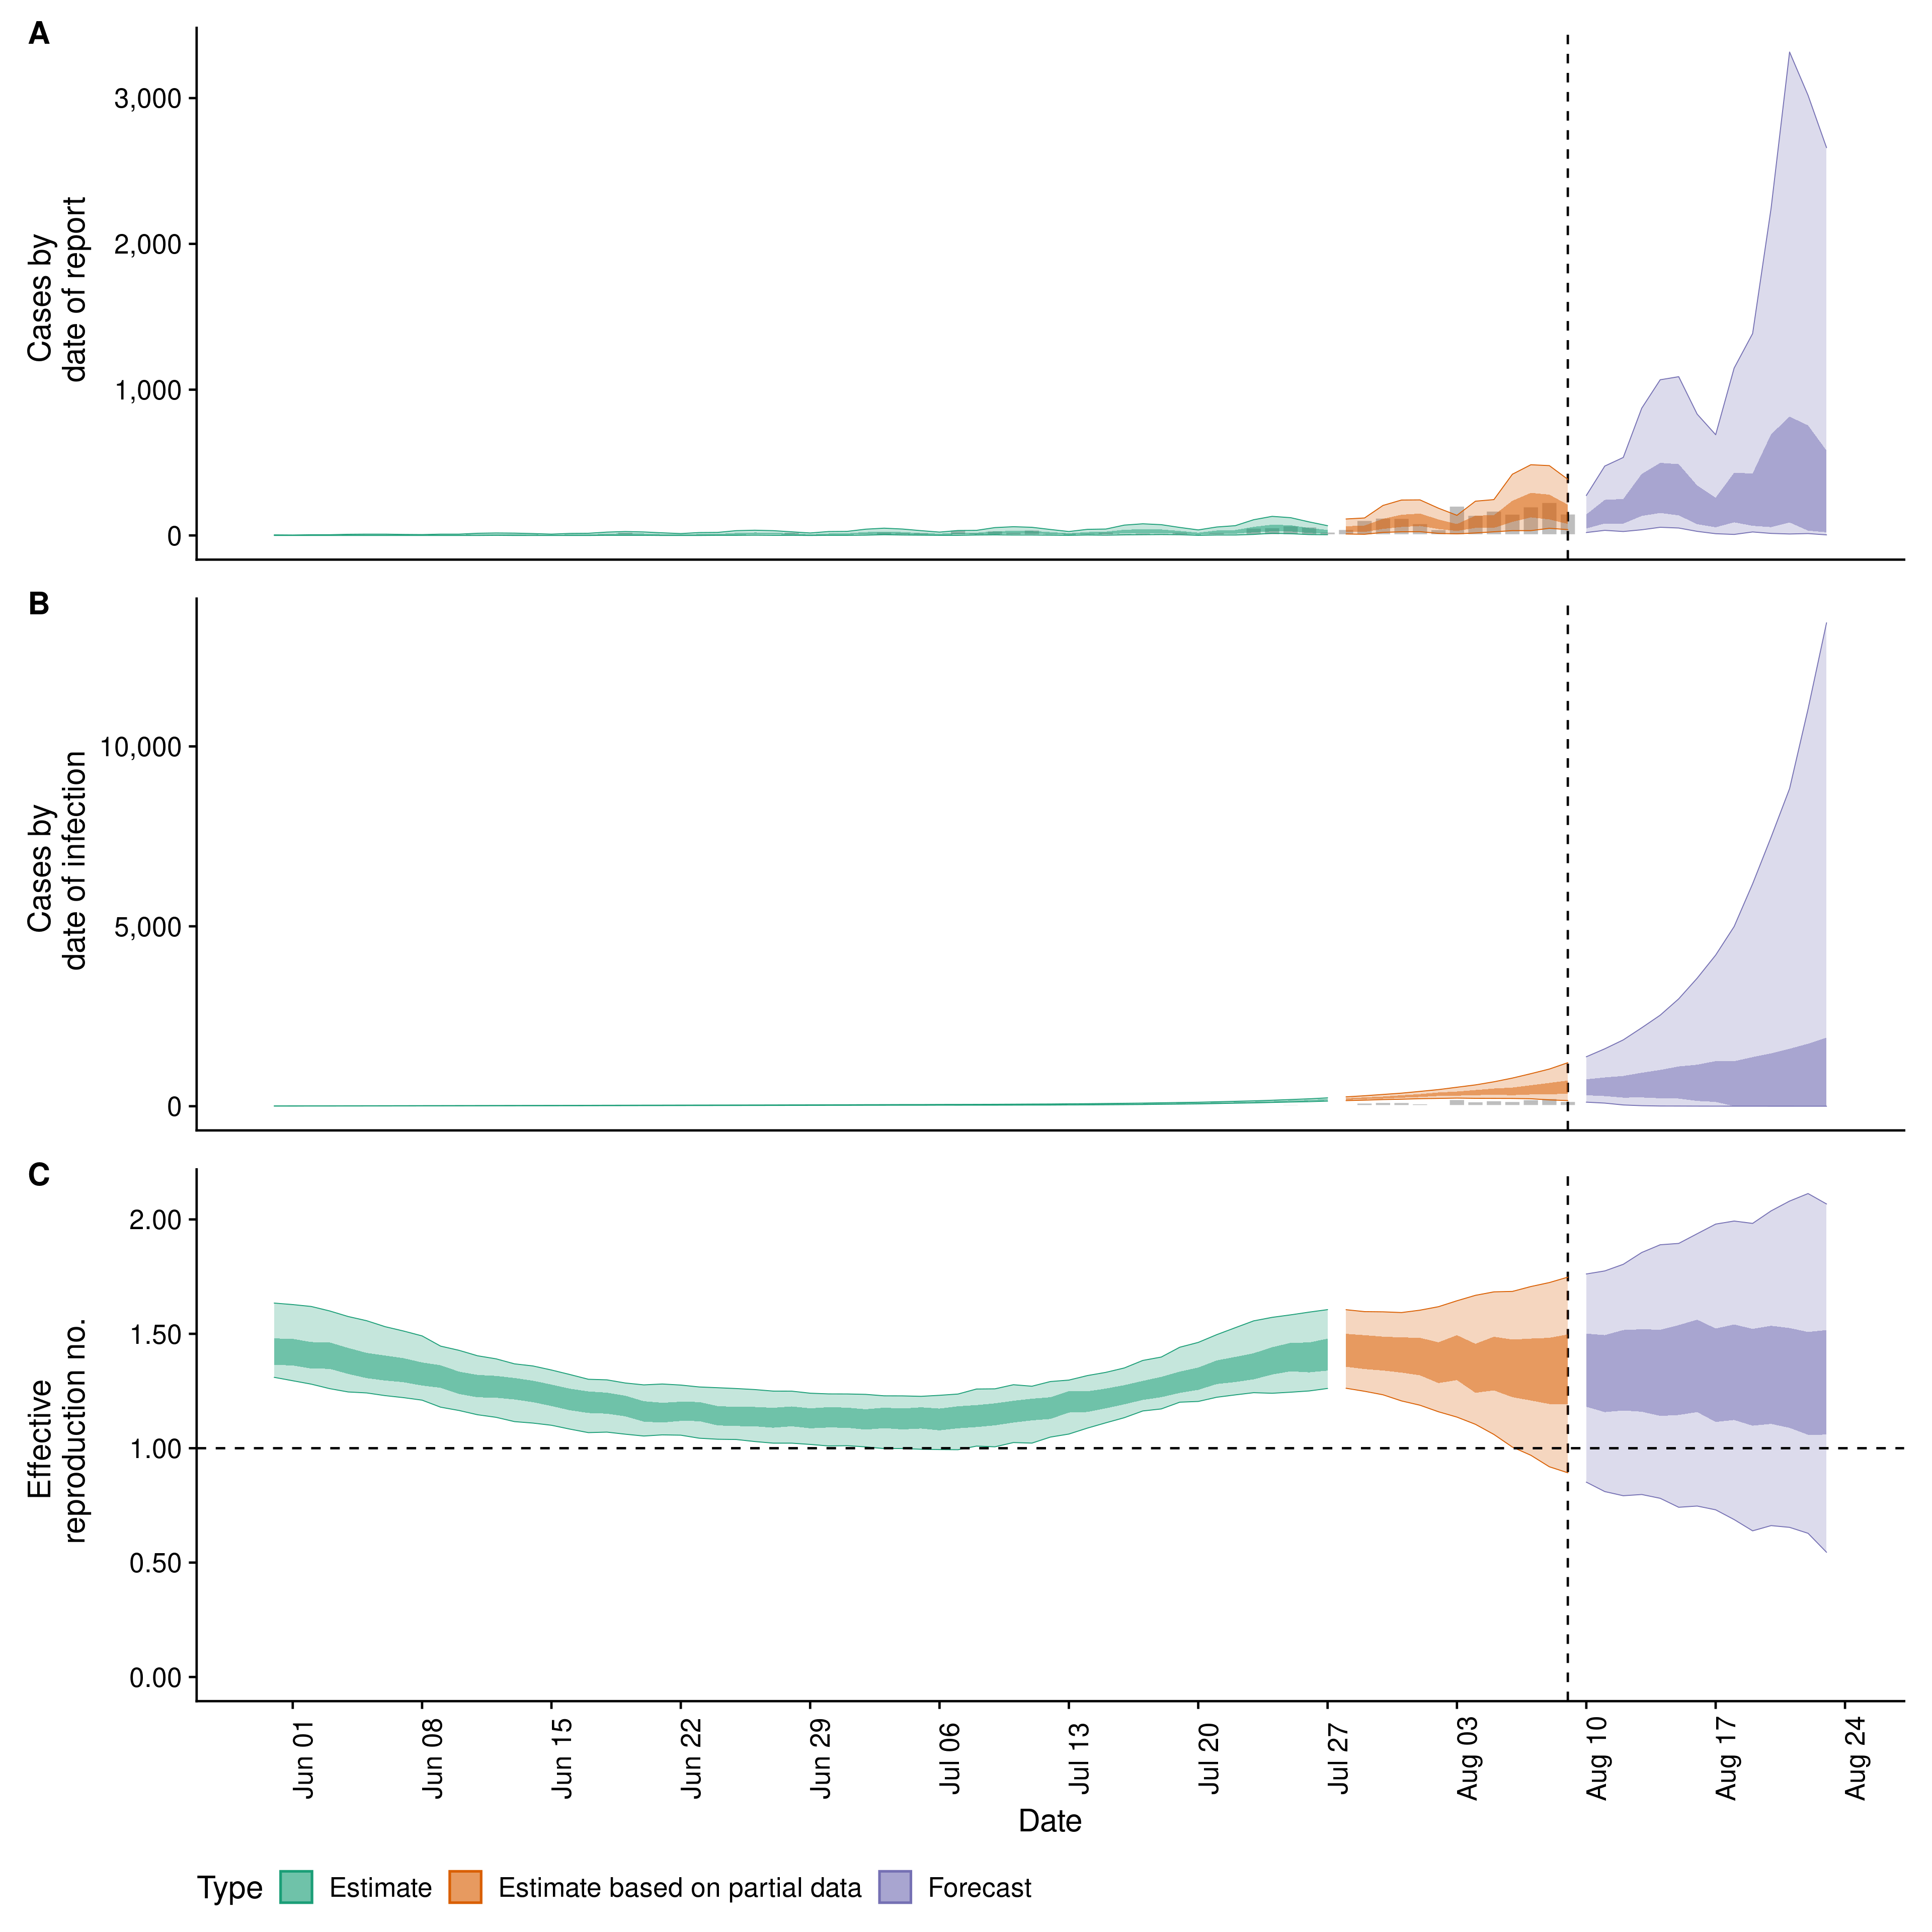 A
Cases by
date of report
3,000
2,000
1,000
0
B
Cases by
date of infection
10,000
5,000
0
C
Effective
reproduction no.
2.00
1.50
1.00
0.50
0.00
Jun 01
Jun 08
Jun 15
Jun 22
Jun 29
Jul 06
Jul 13
Jul 20
Jul 27
Aug 03
Aug 10
Aug 17
Aug 24
Date
Type Estimate Estimate based on partial data Forecast